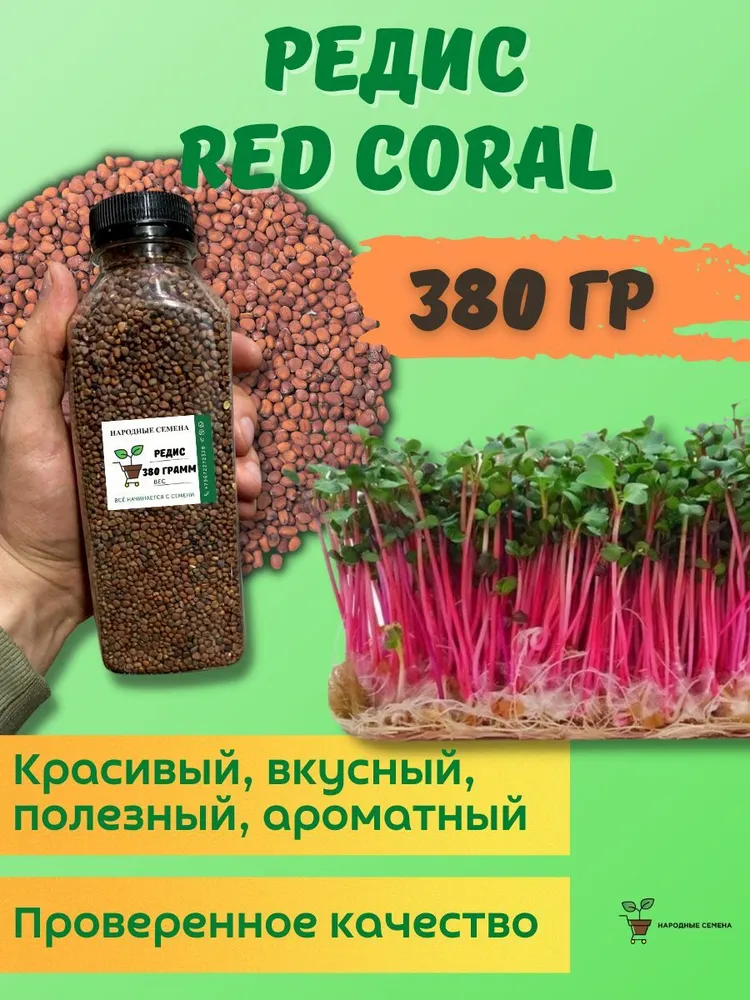 РЕДИС
RED CORAL
380 ГР
НАРОДНЫЕ СЕМЕНА
РЕДИС
380 ГРАММ
ВЕС
ВСЁ НАЧИНАЕТСЯ С СЕМЕНИ
Красивый, вкусный,
полезный, ароматный
Проверенное качество
НАРОДНЫЕ СЕМЕНА